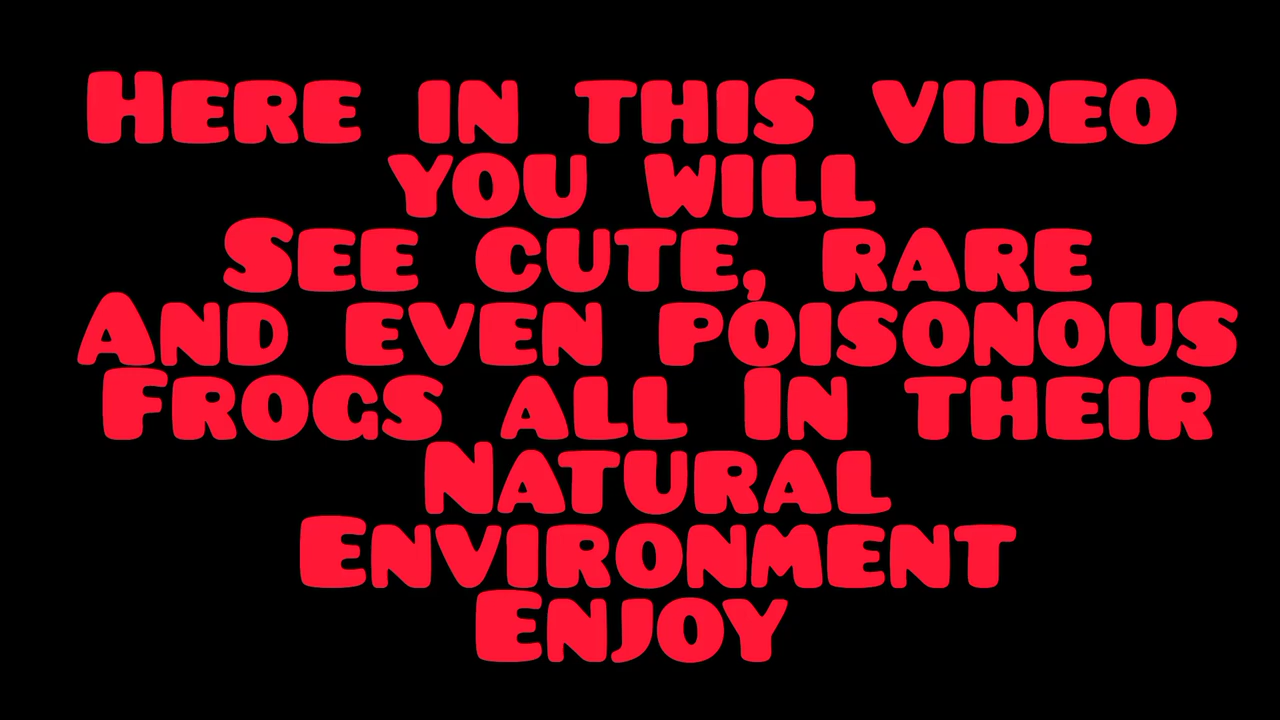 Here in this video
you will
See cute, rare
And even poisonous
Frogs all In their
Natural
Environment
Enjoy